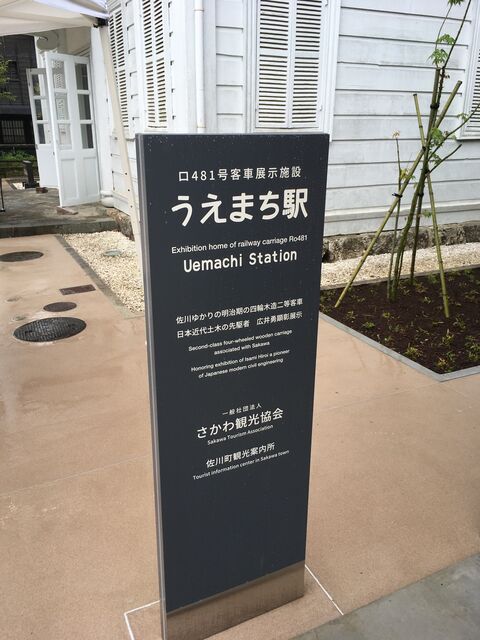 ロ481号客車展示施設
うえまち駅
Exhibition home of railway carriage Ro481
Uemachi Station
佐川ゆかりの明治期の四輪木造二等客車
日本近代土木の先駆者 広井勇顕彰展示
Second-class four-wheeled wooden carriage
associated with Sakawa
Honoring exhibition of Isami Hiroi a pioneer
of Japanese modern civil engineering
一般社団法人
さかわ観光協会
Sakawa Tourism Association
佐川町観光案内所
Tourist information center in Sakawa town